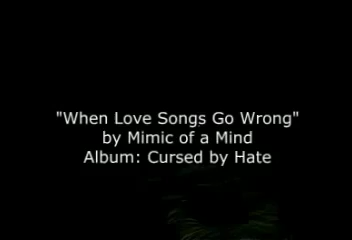 "When Love Songs Go Wrong"
by Mimic of a Mind
Album: Cursed by Hate